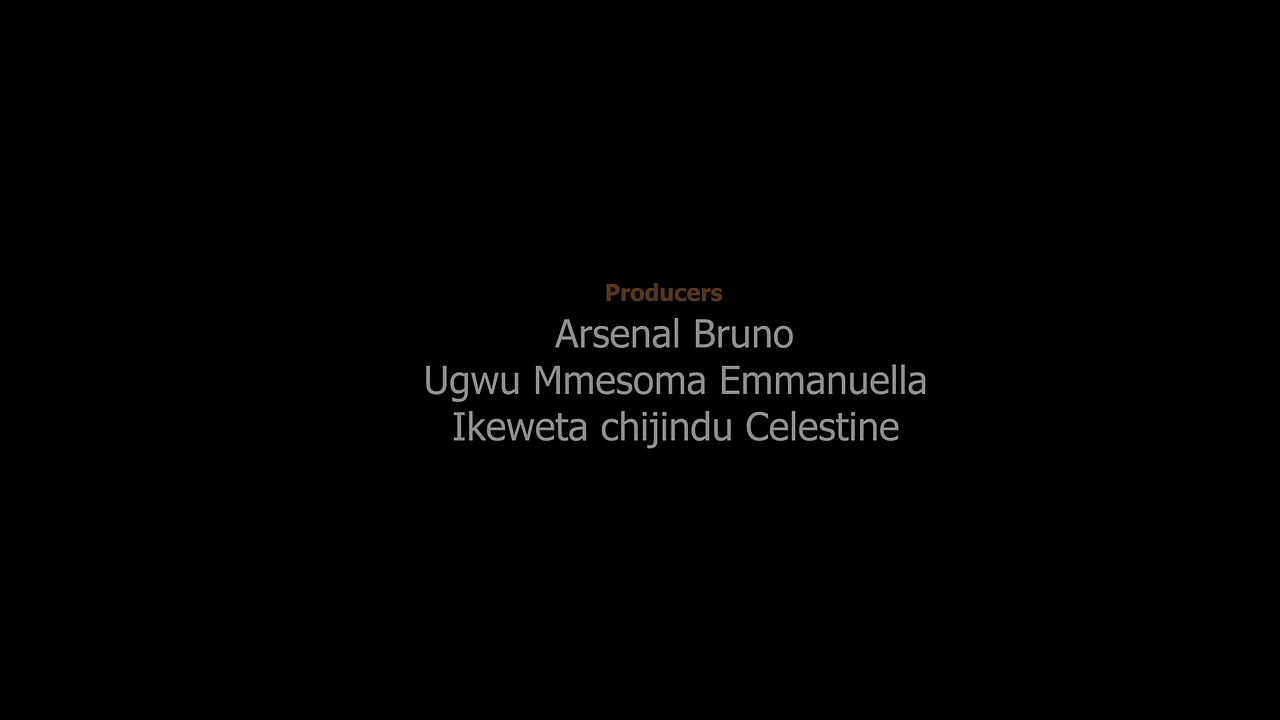 Producers
Arsenal Bruno
Ugwu Mmesoma Emmanuella
Ikeweta chijindu Celestine